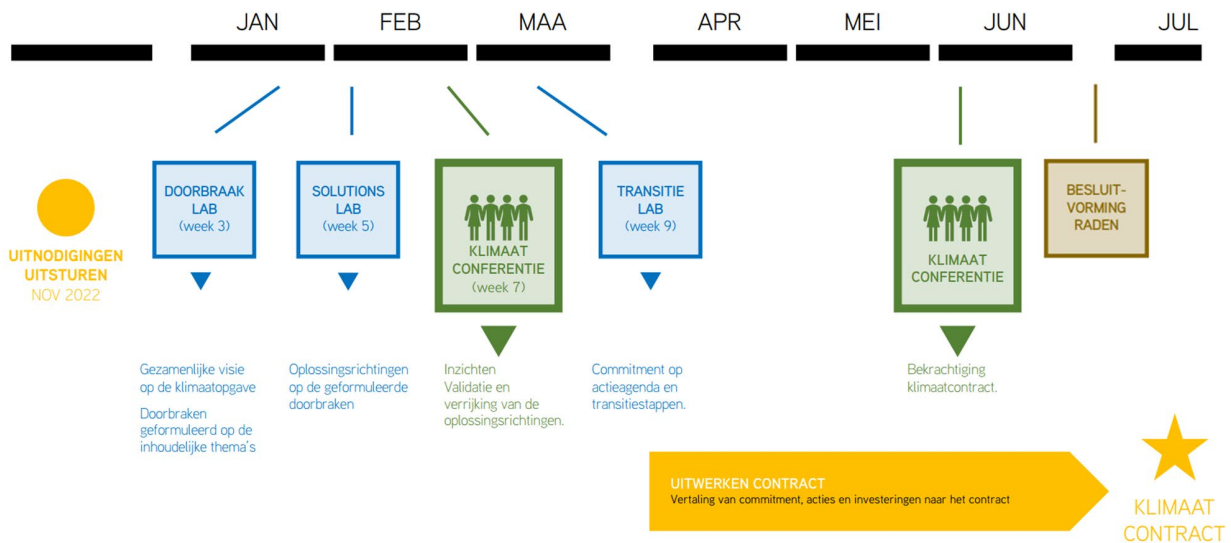 JAN
FEB
MAA
APR
MEI
JUN
JUL
UITNODIGINGEN
UITSTUREN
NOV 2022
DOORBRAAK
LAB
(week 3)
SOLUTIONS
LAB
(week 5)
KLIMAAT
CONFERENTIE
(week 7)
TRANSITIE
LAB
(week 9)
KLIMAAT
CONFERENTIE
BESLUIT-
VORMING
RADEN
Gezamenlijke visie
op de klimaatopgave
Doorbraken
geformuleerd op de
inhoudelijke thema's
Oplossingsrichtingen
op de geformuleerde
doorbraken
Inzichten
Validatie en
verrijking van de
oplossingsrichtingen.
Commitment op
actieagenda en
transitiestappen.
Bekrachtiging
klimaatcontract.
UITWERKEN CONTRACT
Vertaling van commitment, acties en investeringen naar het contract
KLIMAAT
CONTRACT